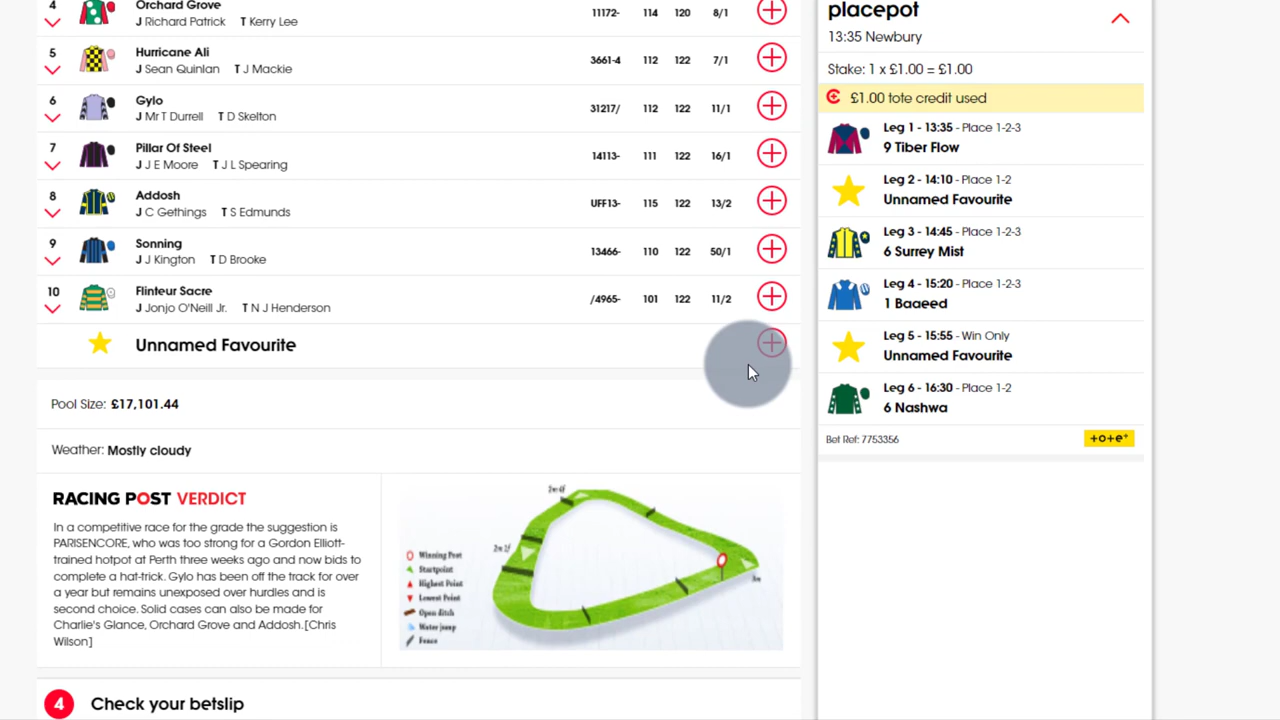 4
Orchard Grove
J Richard Patrick T Kerry Lee
11172- 114 120 8/1
5
Hurricane Ali
J Sean Quinlan T J Mackie
3661-4 112 122 7/1
6
Gylo
J Mr T Durrell T D Skelton
31217/ 112 122 11/1
7
Pillar Of Steel
J J E Moore T J L Spearing
14113- 111 122 16/1
8
Addosh
J C Gethings T S Edmunds
UFF13- 115 122 13/2
9
Sonning
J J Kington T D Brooke
13466- 110 122 50/1
10
Flinteur Sacre
J Jonjo O'Neill Jr. T N J Henderson
/4965- 101 122 11/2
Unnamed Favourite
Pool Size: £17,101.44
Weather: Mostly cloudy
RACING POST VERDICT
In a competitive race for the grade the suggestion is
PARISENCORE, who was too strong for a Gordon Elliott-
trained hotpot at Perth three weeks ago and now bids to
complete a hat-trick. Gylo has been off the track for over
a year but remains unexposed over hurdles and is
second choice. Solid cases can also be made for
Charlie's Glance, Orchard Grove and Addosh.[Chris
Wilson]
2m 4f
2m 2f
3m
Winning Post
Startpoint
Highest Point
Lowest Point
Open ditch
Water jump
Fence
4 Check your betslip
placepot
13:35 Newbury
Stake: 1 x £1.00 = £1.00
£1.00 tote credit used
Leg 1 - 13:35 - Place 1-2-3
9 Tiber Flow
Leg 2 - 14:10 - Place 1-2
Unnamed Favourite
Leg 3 - 14:45 - Place 1-2-3
6 Surrey Mist
Leg 4 - 15:20 - Place 1-2-3
1 Baaeed
Leg 5 - 15:55 - Win Only
Unnamed Favourite
Leg 6 - 16:30 - Place 1-2
6 Nashwa
Bet Ref: 7753356
tote